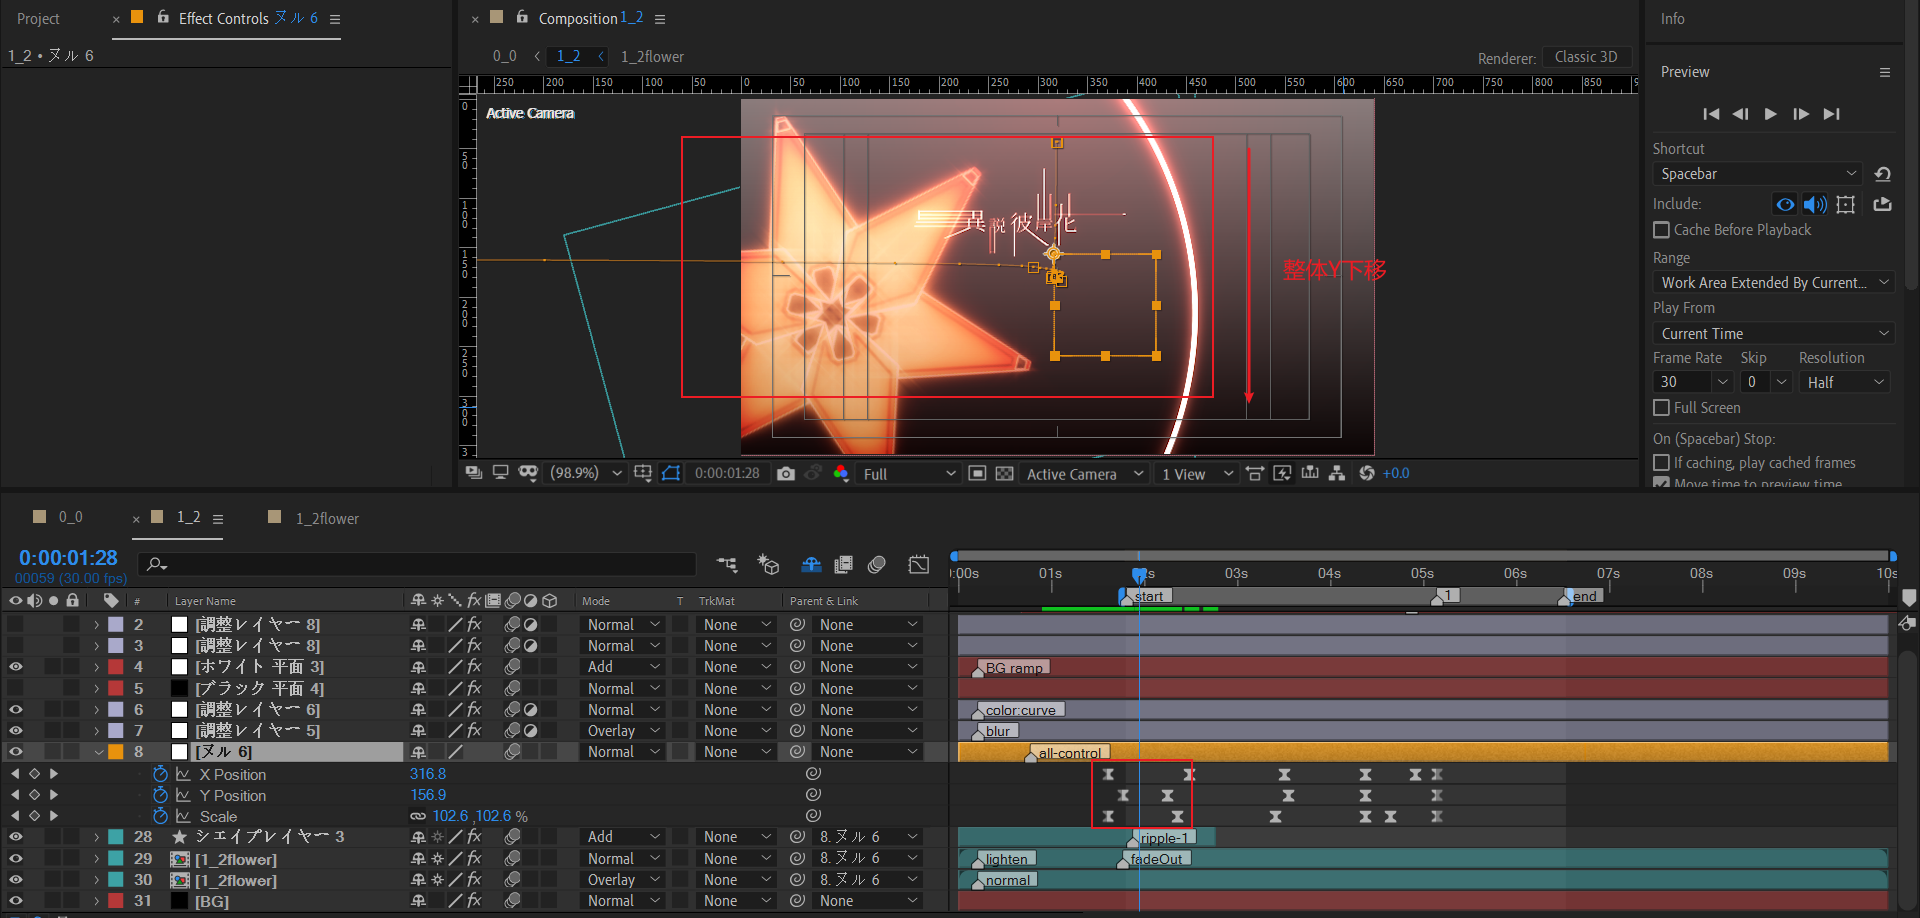 Project
Effect Controls ヌル 6
1_2 • ヌル 6
Composition 1_2
0_0
1_2
1_2flower
Renderer: Classic 3D
250 200 150 100 50 0 50 100 150 200 250 300 350 400 450 500 550 600 650 700 750 800 850
0
50
100
150
200
250
300
Active Camera
異説彼岸花
整体Y下移
(98.9%)
0:00:01:28
Full
Active Camera
1 View
+0.0
Info
Preview
Shortcut
Spacebar
Include:
Cache Before Playback
Range
Work Area Extended By Current...
Play From
Current Time
Frame Rate Skip Resolution
30 0 Half
Full Screen
On (Spacebar) Stop:
If caching, play cached frames
Move time to preview time
0_0
1_2
1_2flower
0:00:01:28
00059 (30.00 fps)
:00s 01s 02s 03s 04s 05s 06s 07s 08s 09s 10s
start 1 end
# Layer Name Mode T TrkMat Parent & Link
2 [調整レイヤー 8] Normal None None
3 [調整レイヤー 8] Normal None None
4 [ホワイト 平面 3] Add None None BG ramp
5 [ブラック 平面 4] Normal None None
6 [調整レイヤー 6] Normal None None color:curve
7 [調整レイヤー 5] Overlay None None blur
8 [ヌル 6] Normal None None all-control
X Position 316.8
Y Position 156.9
Scale 102.6,102.6 %
28 シェイプレイヤー 3 Add None 8. ヌル 6 ripple-1
29 [1_2flower] Normal None 8. ヌル 6 lighten fadeOut
30 [1_2flower] Overlay None 8. ヌル 6 normal
31 [BG] Normal None None